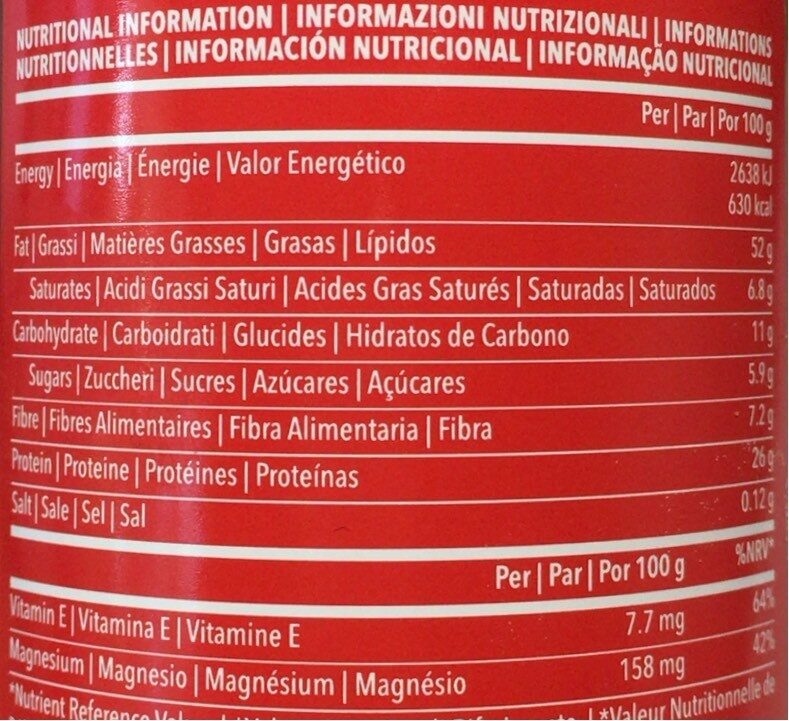 NUTRITIONAL INFORMATION | INFORMAZIONI NUTRIZIONALI | INFORMATIONS
NUTRITIONNELLES | INFORMACIÓN NUTRICIONAL | INFORMAÇÃO NUTRICIONAL
Per | Par | Por 100 g
Energy | Energia | Énergie | Valor Energético 2638 kJ
630 kcal
Fat | Grassi | Matières Grasses | Grasas | Lípidos 52 g
Saturates | Acidi Grassi Saturi | Acides Gras Saturés | Saturadas | Saturados 6.8 g
Carbohydrate | Carboidrati | Glucides | Hidratos de Carbono 11 g
Sugars | Zuccheri | Sucres | Azúcares | Açúcares 5.9 g
Fibre | Fibres Alimentaires | Fibra Alimentaria | Fibra 7.2 g
Protein | Proteine | Protéines | Proteínas 26 g
Salt | Sale | Sel | Sal 0.12 g
Per | Par | Por 100 g %NRV*
Vitamin E | Vitamina E | Vitamine E 7.7 mg 64%
Magnesium | Magnesio | Magnésium | Magnésio 158 mg 42%
*Nutrient Reference | *Valeur Nutritionnelle de